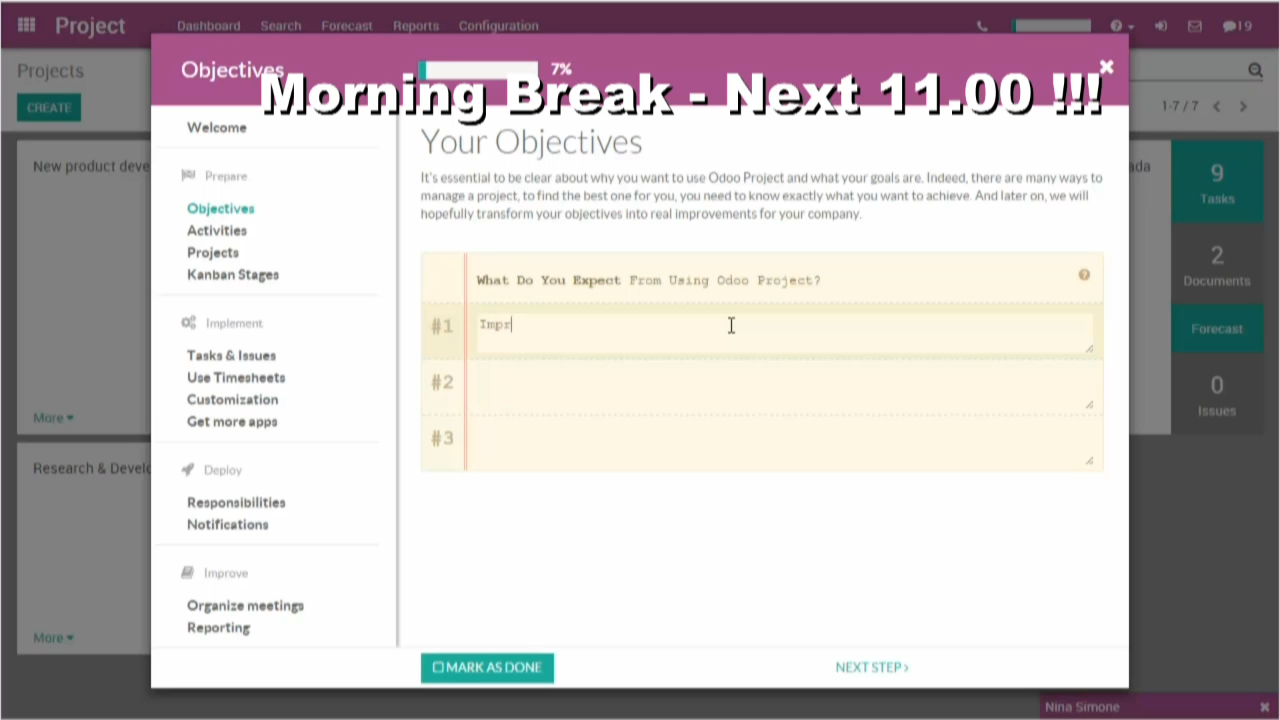 Project
Dashboard Search Forecast Reports Configuration
19
Projects
CREATE
1-7 / 7
Objectives
7%
Morning Break - Next 11.00 !!!
Welcome
Prepare
Objectives
Activities
Projects
Kanban Stages
Implement
Tasks & Issues
Use Timesheets
Customization
Get more apps
Deploy
Responsibilities
Notifications
Improve
Organize meetings
Reporting
Your Objectives
It's essential to be clear about why you want to use Odoo Project and what your goals are. Indeed, there are many ways to
manage a project, to find the best one for you, you need to know exactly what you want to achieve. And later on, we will
hopefully transform your objectives into real improvements for your company.
What Do You Expect From Using Odoo Project?
#1 Impr
#2
#3
MARK AS DONE
NEXT STEP
New product deve
More
Research & Develo
More
ada
9
Tasks
2
Documents
Forecast
0
Issues
Nina Simone